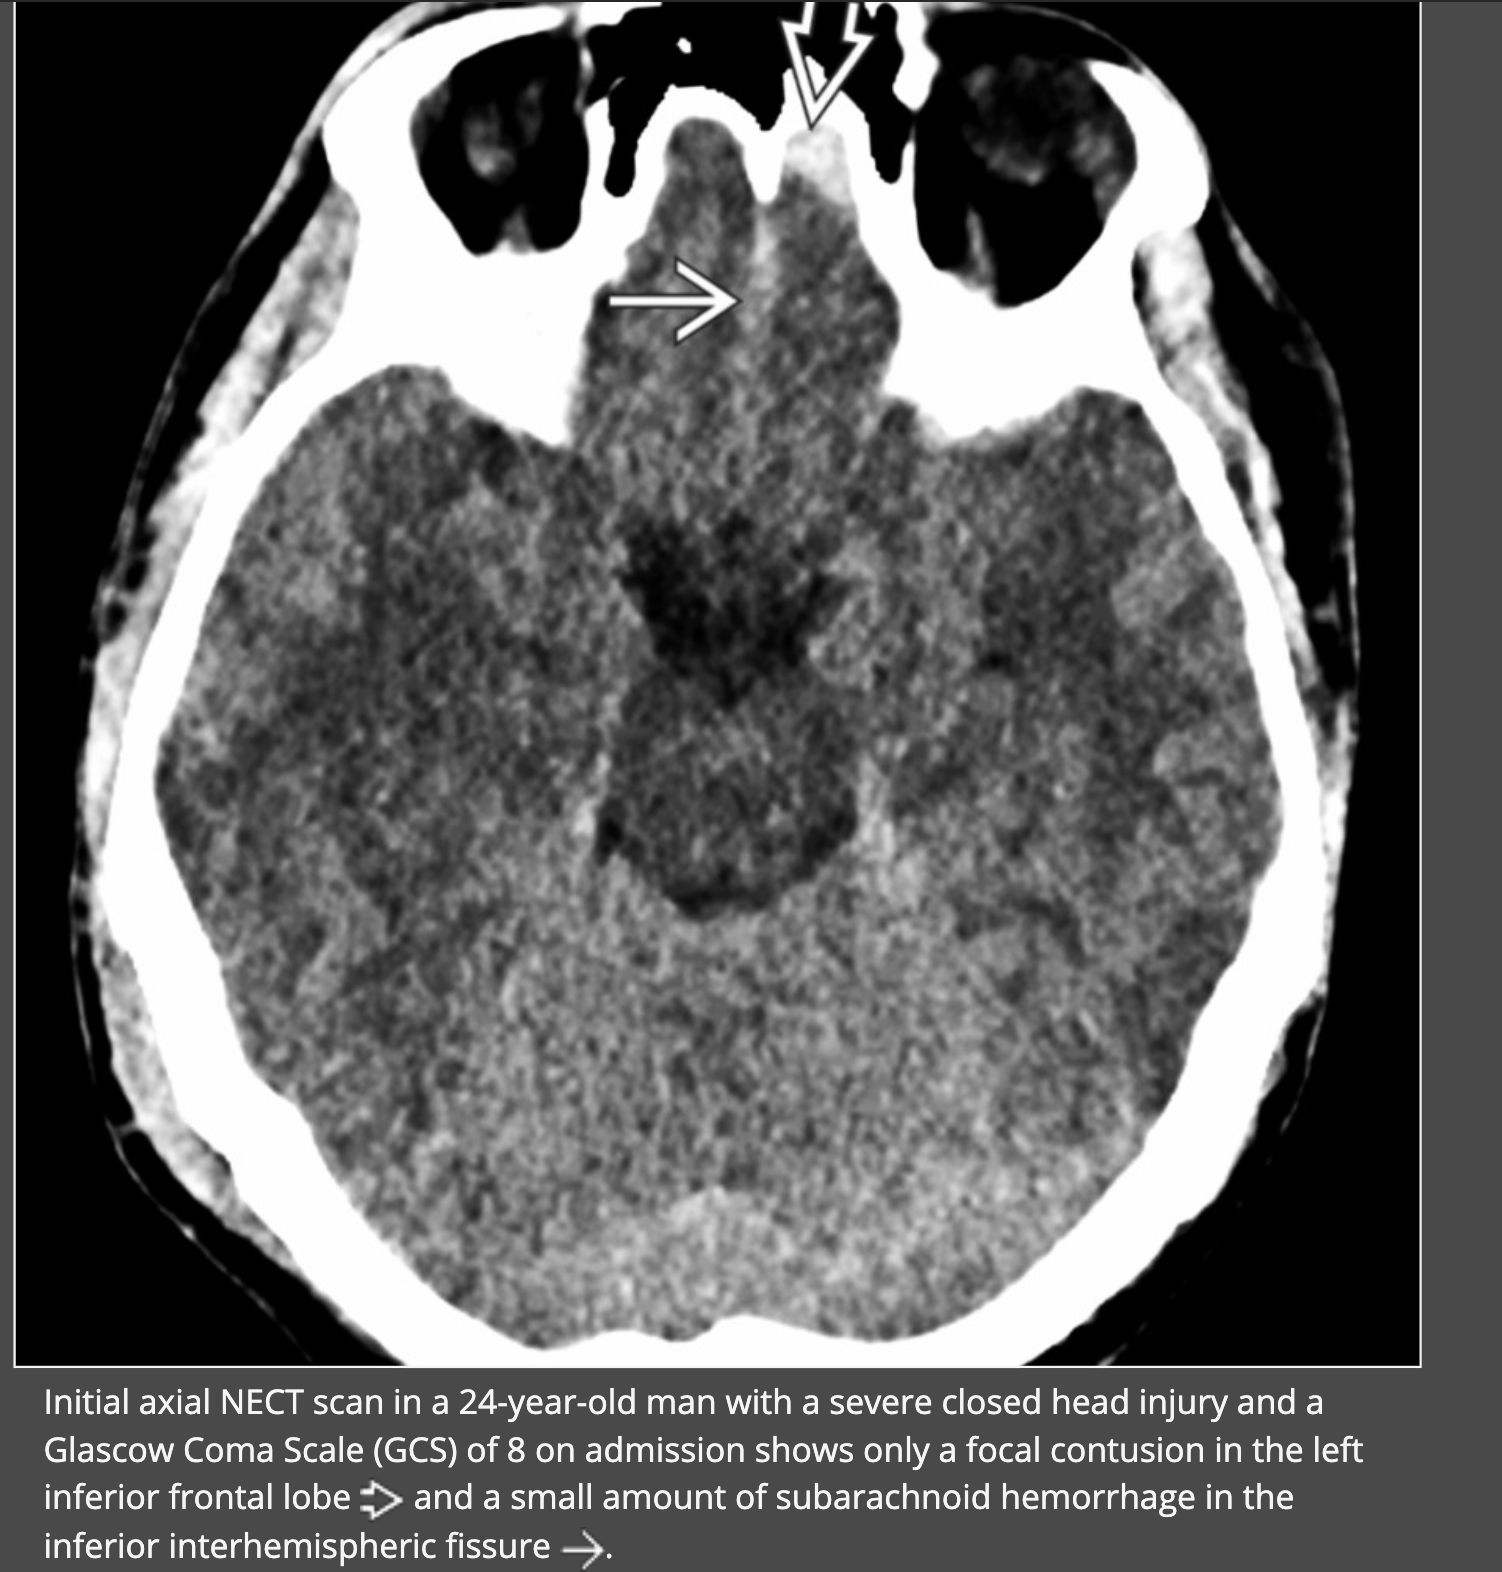 Initial axial NECT scan in a 24-year-old man with a severe closed head injury and a
Glascow Coma Scale (GCS) of 8 on admission shows only a focal contusion in the left
inferior frontal lobe and a small amount of subarachnoid hemorrhage in the
inferior interhemispheric fissure .